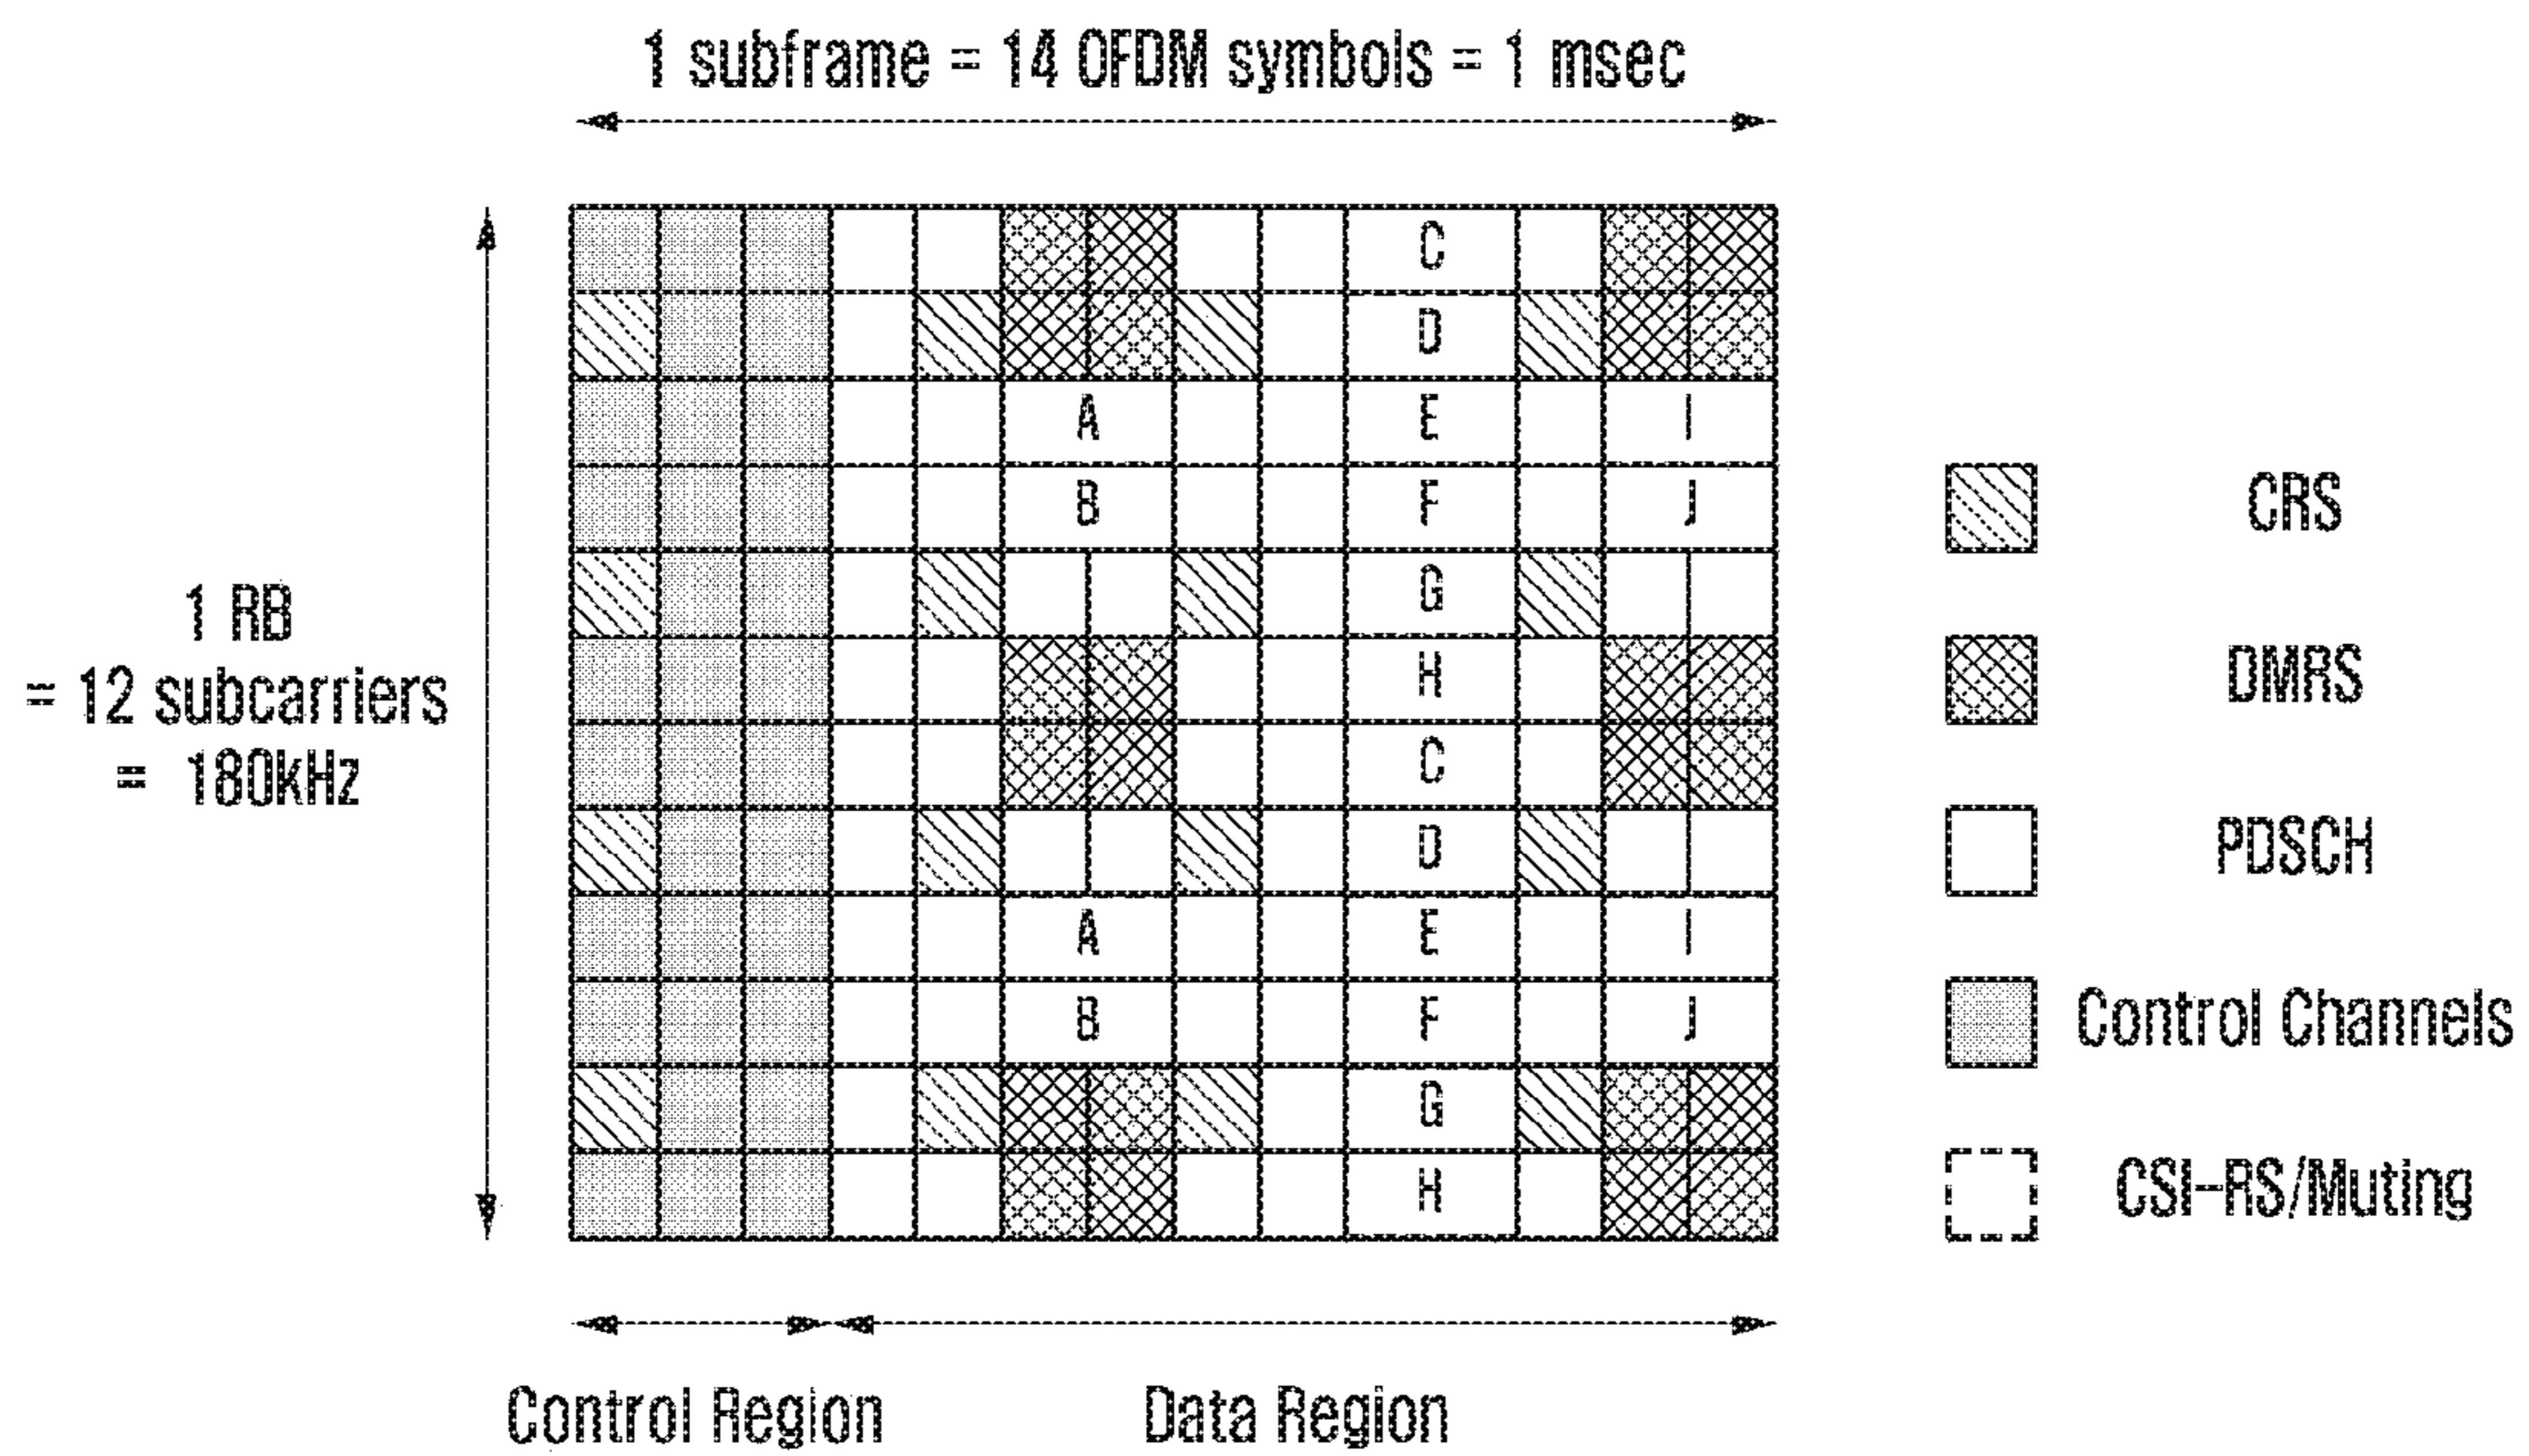 1 subframe = 14 OFDM symbols = 1 msec
C
D
A E I
B F J
G
H
C
D
A E I
B F J
G
H
1 RB
= 12 subcarriers
= 180kHz
CRS
DMRS
PDSCH
Control Channels
CSI-RS/Muting
Control Region Data Region